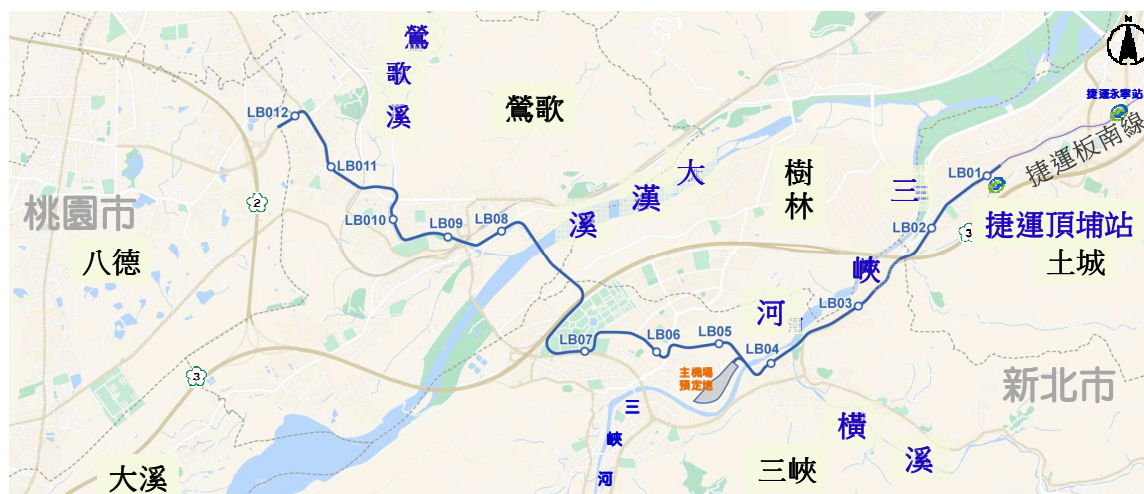 N
鶯歌溪
捷運永寧站
LB012
鶯歌
捷運板南線
LB011
大漢溪
樹林
三峽河
LB01
桃園市
2
LB010
LB09
LB08
LB02
3
捷運頂埔站
八德
土城
LB03
LB07
LB06
LB05
LB04
3
主機場
預定地
新北市
三峽河
橫溪
大溪
三峽